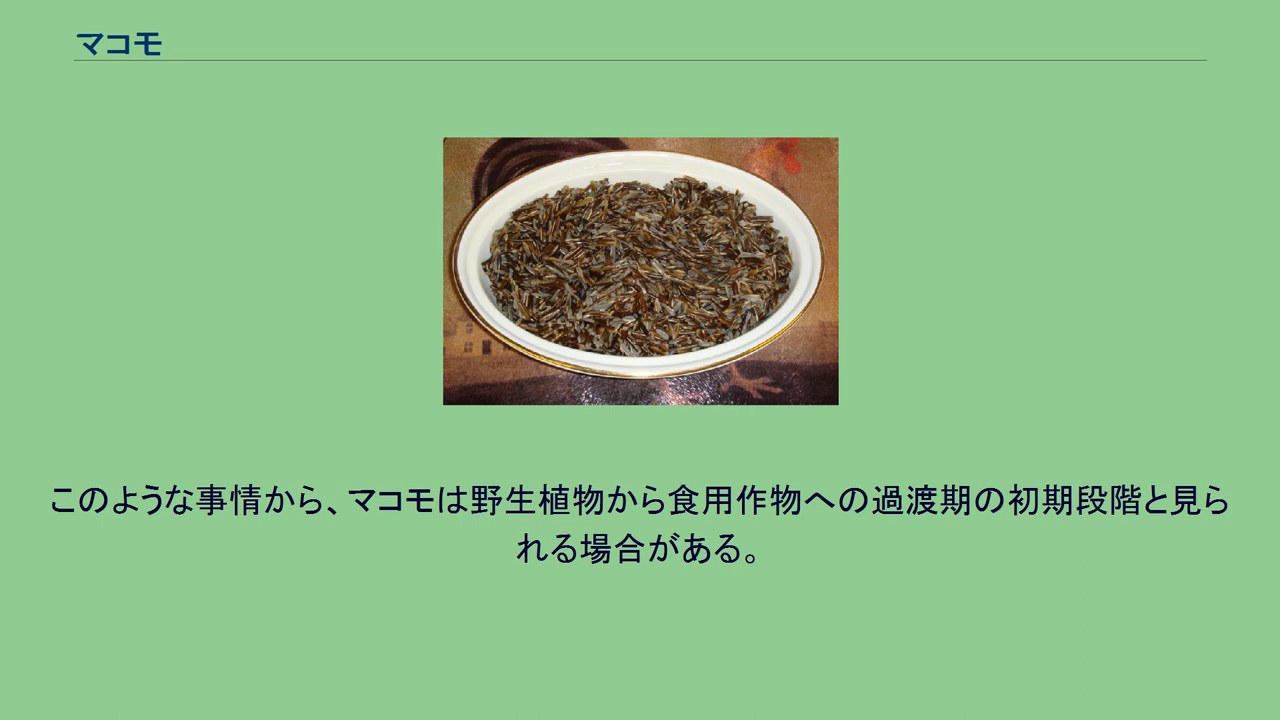 マコモ
このような事情から、マコモは野生植物から食用作物への過渡期の初期段階と見ら
れる場合がある。